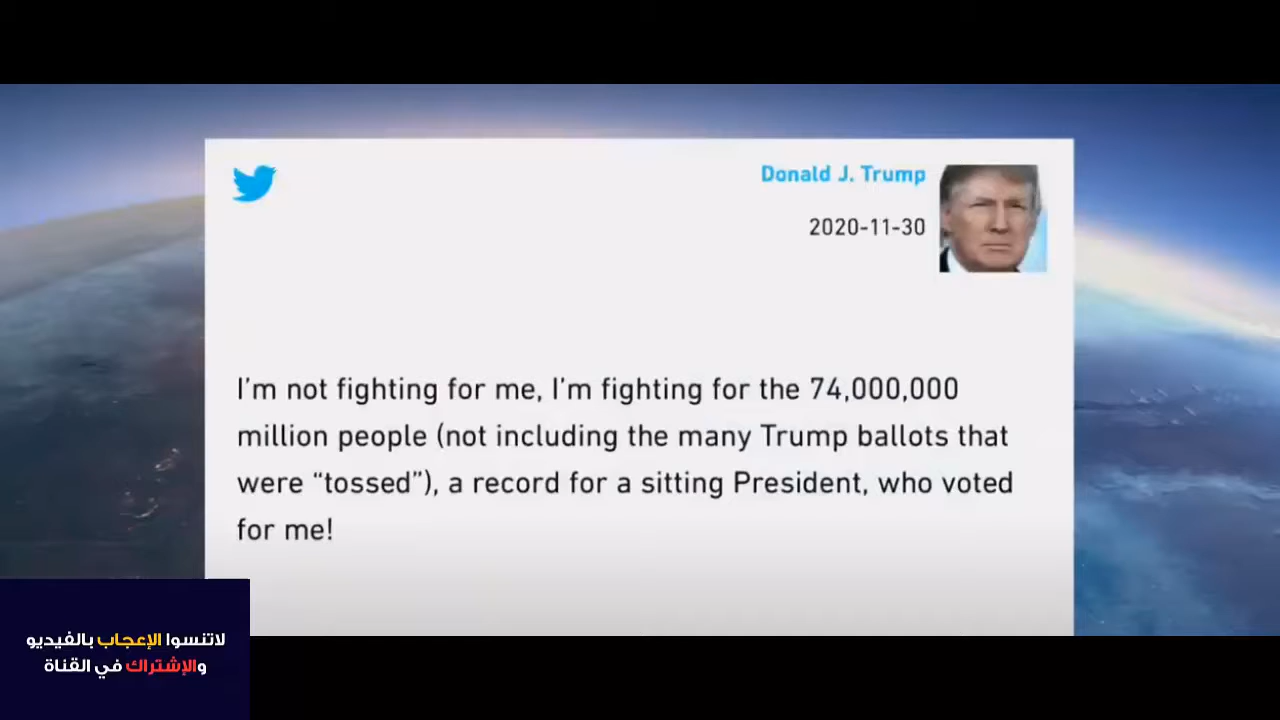 Donald J. Trump
2020-11-30
I'm not fighting for me, I'm fighting for the 74,000,000
million people (not including the many Trump ballots that
were “tossed”), a record for a sitting President, who voted
for me!
لاتنسوا الإعجاب بالفيديو
والإشتراك في القناة